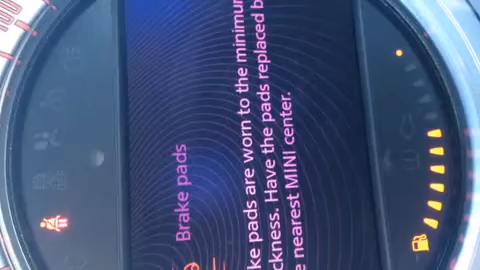 Brake pads
ke pads are worn to the minimum
ckness. Have the pads replaced b
e nearest MINI center.